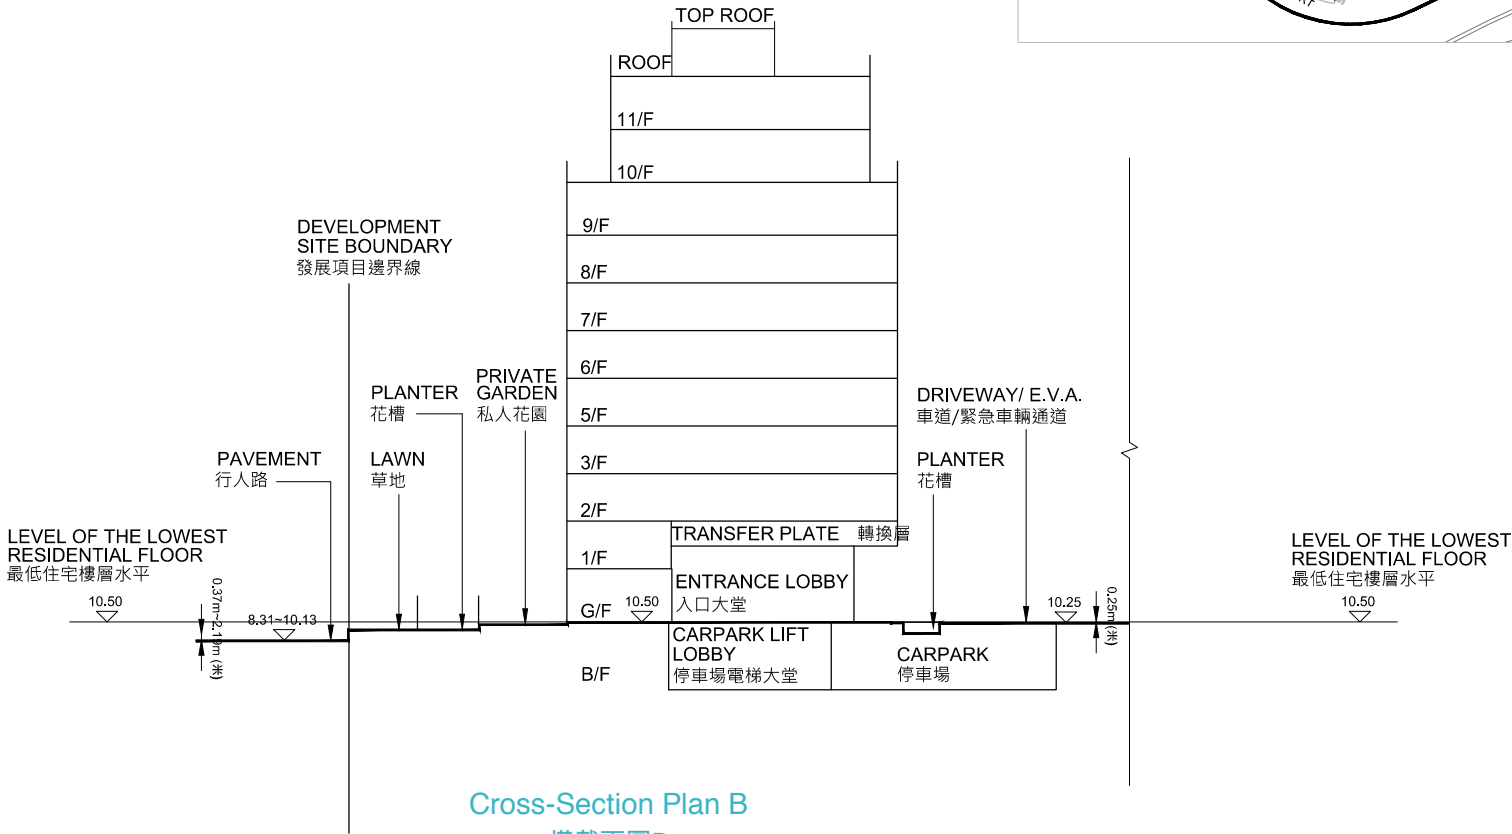 TOP ROOF
ROOF
11/F
10/F
9/F
8/F
7/F
6/F
5/F
3/F
2/F
1/F
G/F
B/F
DEVELOPMENT
SITE BOUNDARY
發展項目邊界線
PRIVATE
GARDEN
私人花園
PLANTER
花槽
LAWN
草地
PAVEMENT
行人路
DRIVEWAY/ E.V.A.
車道/緊急車輛通道
PLANTER
花槽
TRANSFER PLATE 轉換層
ENTRANCE LOBBY
入口大堂
10.50
CARPARK LIFT
LOBBY
停車場電梯大堂
CARPARK
停車場
LEVEL OF THE LOWEST
RESIDENTIAL FLOOR
最低住宅樓層水平
10.50
0.37m~2.19m (米)
8.31~10.13
10.25
0.25m (米)
LEVEL OF THE LOWEST
RESIDENTIAL FLOOR
最低住宅樓層水平
10.50
Cross-Section Plan B